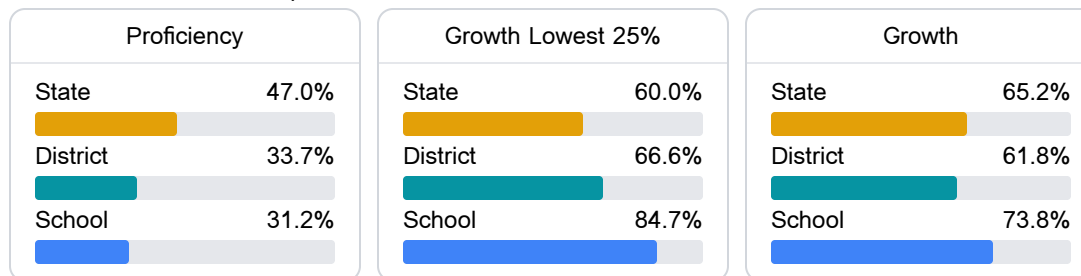 Proficiency
State 47.0%
District 33.7%
School 31.2%
Growth Lowest 25%
State 60.0%
District 66.6%
School 84.7%
Growth
State 65.2%
District 61.8%
School 73.8%